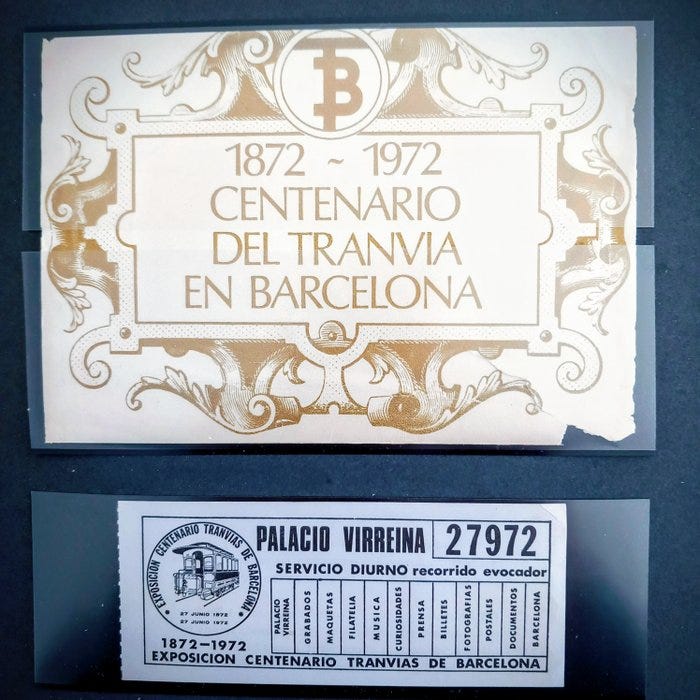 TB
1872 ~ 1972
CENTENARIO
DEL TRANVIA
EN BARCELONA
EXPOSICION CENTENARIO TRANVIAS DE BARCELONA
27 JUNIO 1872
27 JUNIO 1972
1872-1972
PALACIO VIRREINA 27972
SERVICIO DIURNO recorrido evocador
PALACIO VIRREINA
GRABADOS
MAQUETAS
FILATELIA
MUSICA
CURIOSIDADES
PRENSA
BILLETES
FOTOGRAFIAS
POSTALES
DOCUMENTOS
BARCELONA
EXPOSICION CENTENARIO TRANVIAS DE BARCELONA